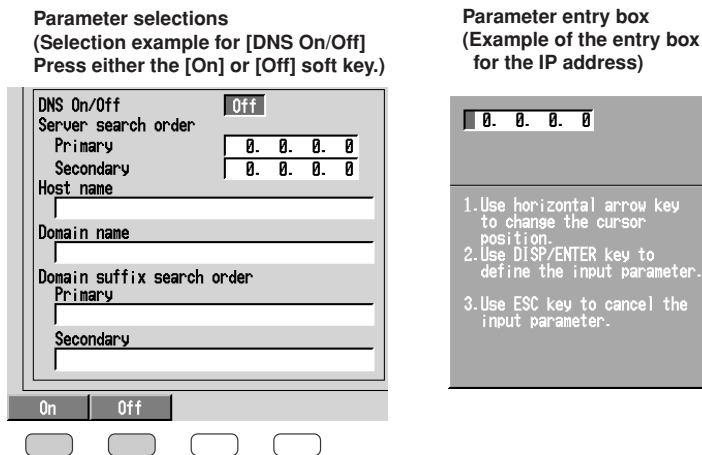 Parameter selections
(Selection example for [DNS On/Off]
Press either the [On] or [Off] soft key.)
DNS On/Off Off
Server search order
Primary 0. 0. 0. 0
Secondary 0. 0. 0. 0
Host name
Domain name
Domain suffix search order
Primary
Secondary
On Off
Parameter entry box
(Example of the entry box
for the IP address)
0. 0. 0. 0
1.Use horizontal arrow key
to change the cursor
position.
2.Use DISP/ENTER key to
define the input parameter.
3.Use ESC key to cancel the
input parameter.